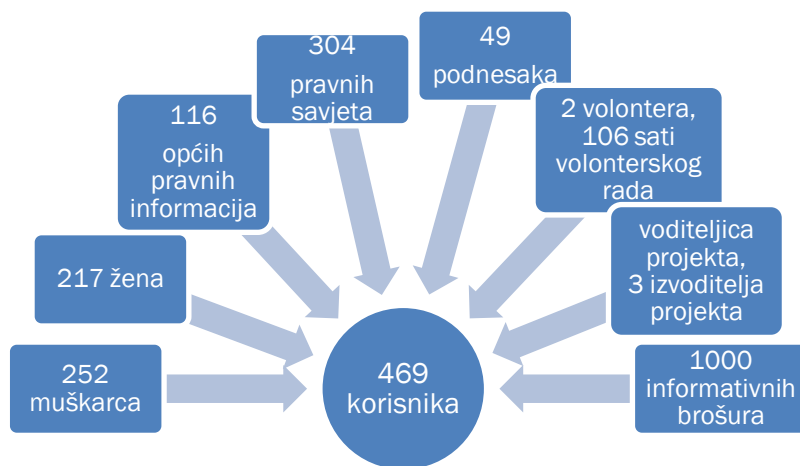 304
pravnih
savjeta
49
podnesaka
116
općih
pravnih
informacija
2 volontera,
106 sati
volonterskog
rada
217 žena
voditeljica
projekta,
3 izvoditelja
projekta
252
muškarca
469
korisnika
1000
informativnih
brošura